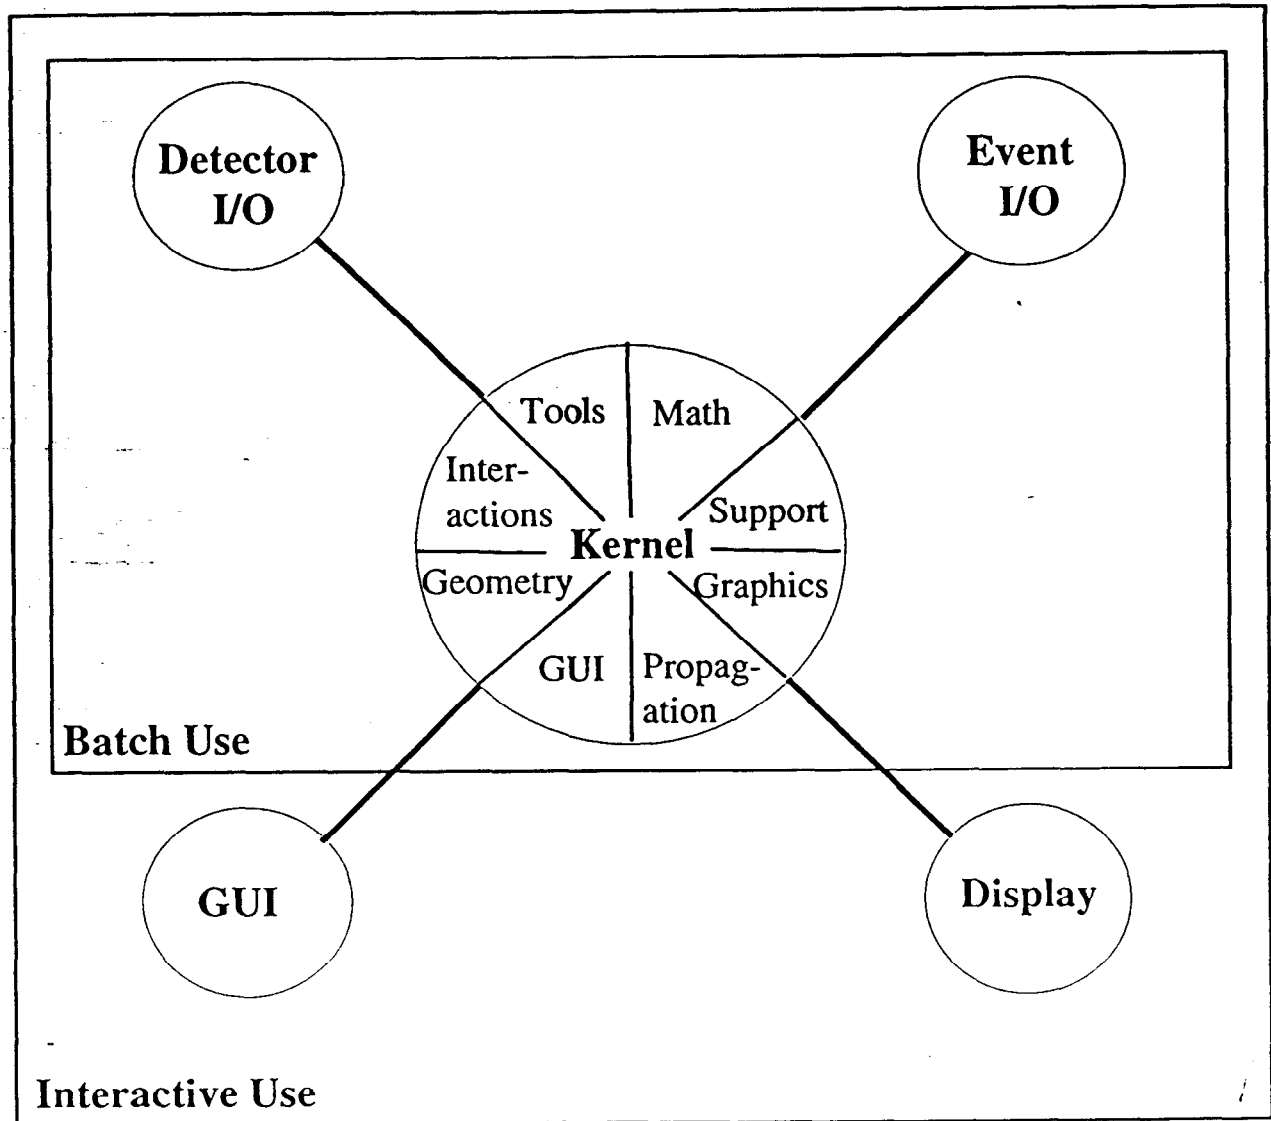 Detector
I/O
Event
I/O
Tools
Math
Inter-
actions
Support
Kernel
Geometry
Graphics
GUI
Propag-
ation
Batch Use
GUI
Display
Interactive Use